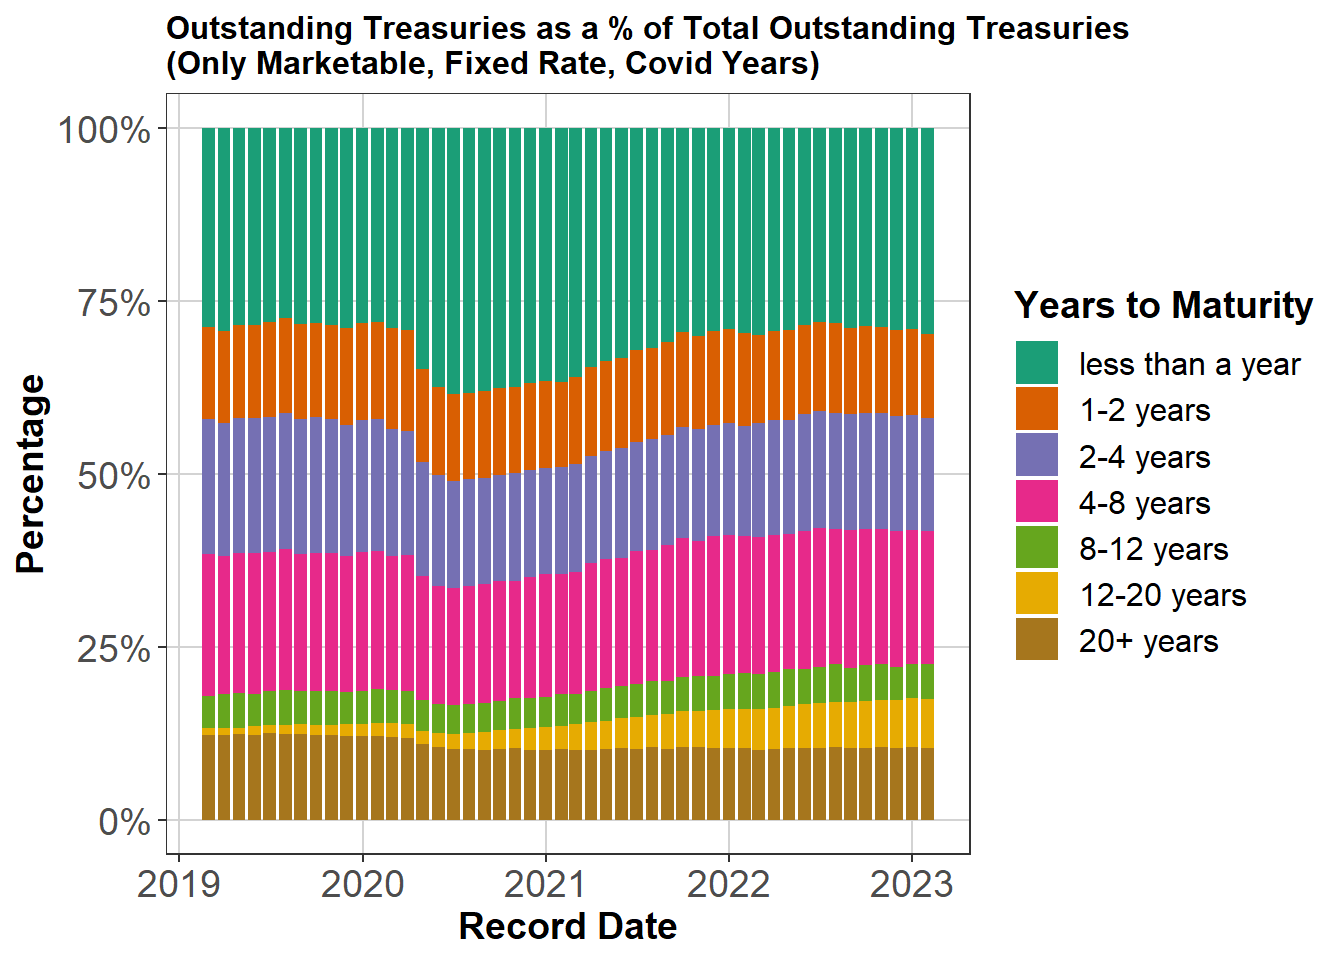 Outstanding Treasuries as a % of Total Outstanding Treasuries
(Only Marketable, Fixed Rate, Covid Years)
100%
75%
50%
25%
0%
Percentage
2019 2020 2021 2022 2023
Record Date
Years to Maturity
less than a year
1-2 years
2-4 years
4-8 years
8-12 years
12-20 years
20+ years